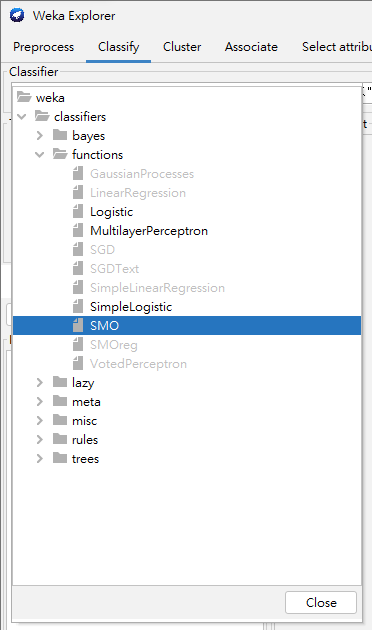 Weka Explorer
Preprocess Classify Cluster Associate Select attribu
Classifier
weka
classifiers
bayes
functions
GaussianProcesses
LinearRegression
Logistic
MultilayerPerceptron
SGD
SGDText
SimpleLinearRegression
SimpleLogistic
SMO
SMOreg
VotedPerceptron
lazy
meta
misc
rules
trees
Close